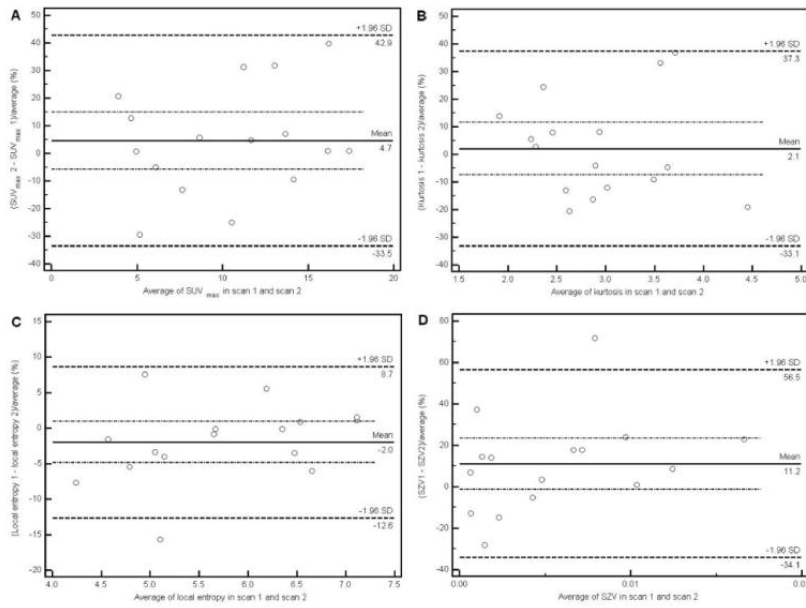 A
(SUV max 2 - SUV max 1)/average (%)
50
40
30
20
10
0
-10
-20
-30
-40
+1.96 SD
42.9
Mean
4.7
-1.96 SD
-33.5
0
5
10
15
20
Average of SUV max in scan 1 and scan 2
B
(Kurtosis 1 - kurtosis 2)/average (%)
50
40
30
20
10
0
-10
-20
-30
-40
+1.96 SD
37.3
Mean
2.1
-1.96 SD
-33.1
1.5
2.0
2.5
3.0
3.5
4.0
4.5
5.0
Average of kurtosis in scan 1 and scan 2
C
(Local entropy 1 - local entropy 2)/average (%)
15
10
5
0
-5
-10
-15
-20
+1.96 SD
8.7
Mean
-2.0
-1.96 SD
-12.6
4.0
4.5
5.0
5.5
6.0
6.5
7.0
7.5
Average of local entropy in scan 1 and scan 2
D
(SZV1 - SZV2)/average (%)
80
60
40
20
0
-20
-40
+1.96 SD
56.5
Mean
11.2
-1.96 SD
-34.1
0.00
0.01
Average of SZV in scan 1 and scan 2